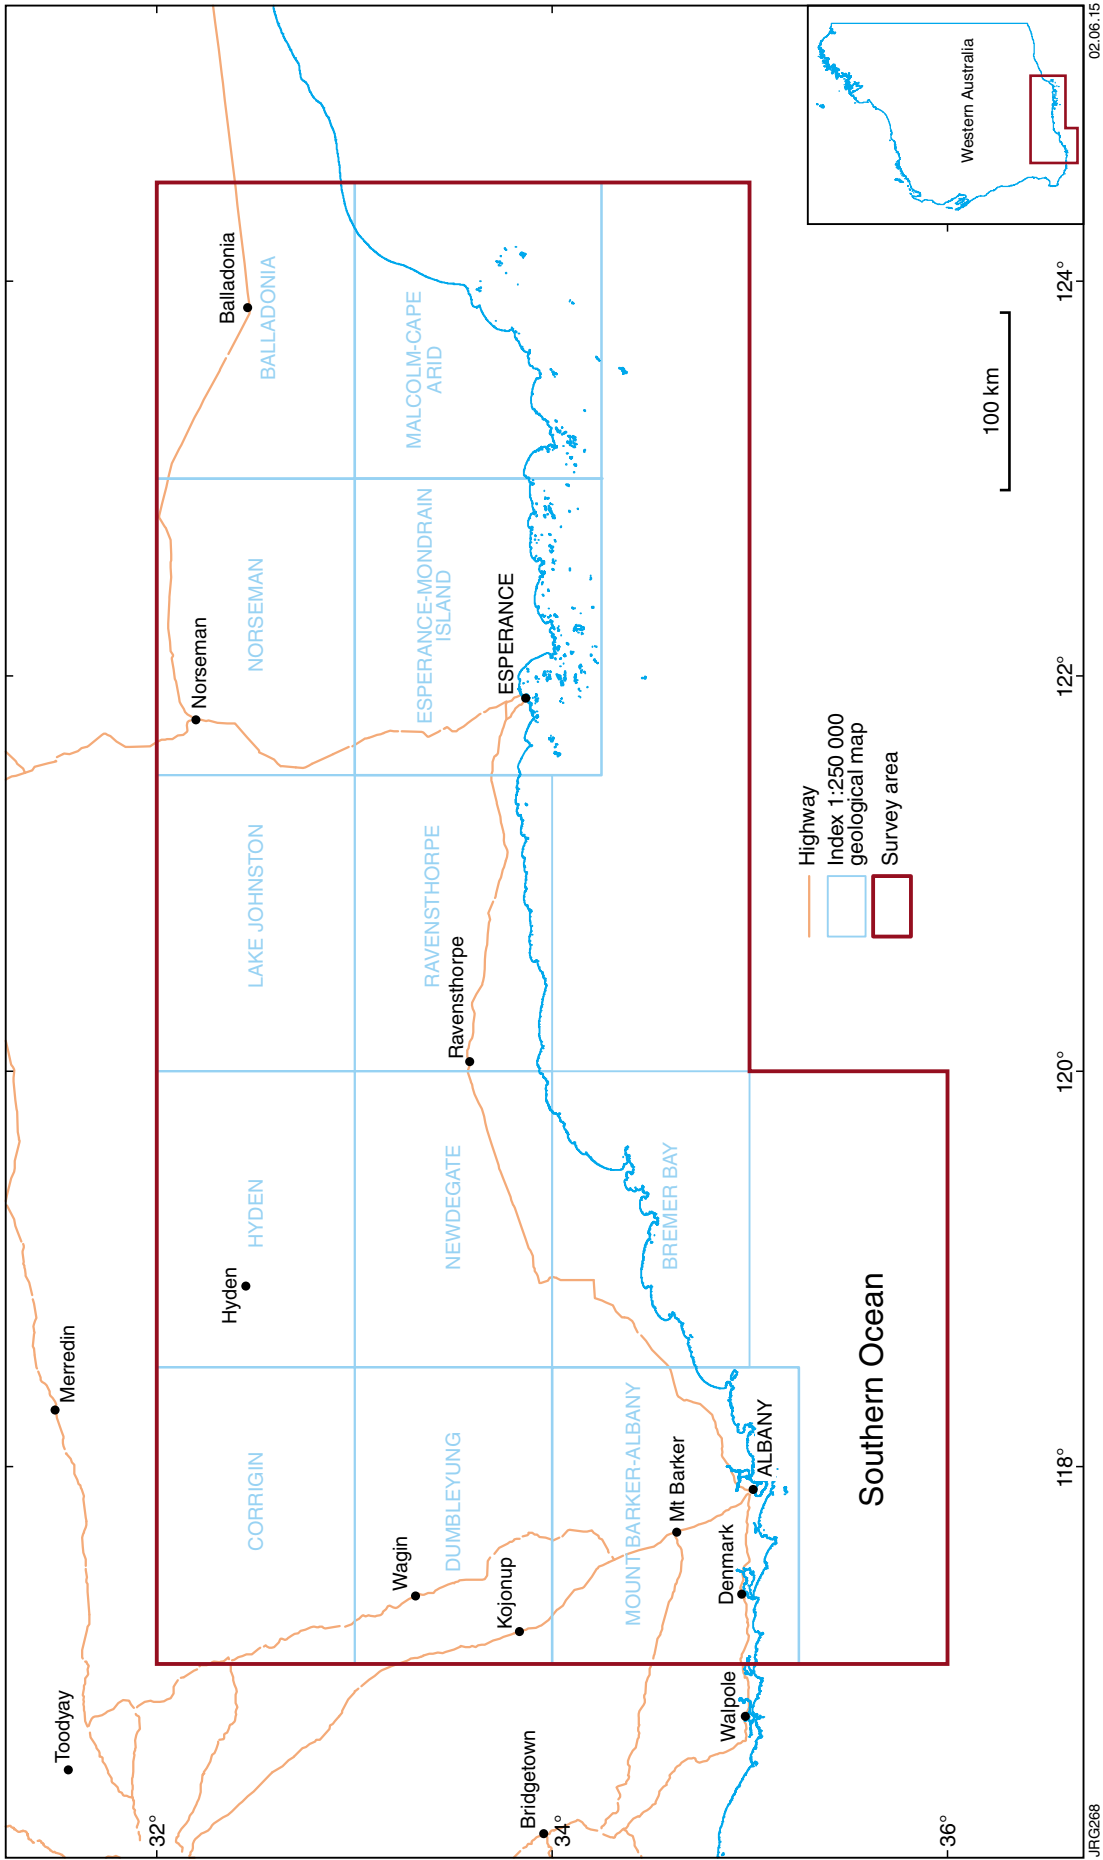 Toodyay
Merredin
Bridgetown
Walpole
Wagin
Kojonup
Mt Barker
Denmark
ALBANY
Hyden
Ravensthorpe
Norseman
ESPERANCE
Balladonia
CORRIGIN
HYDEN
LAKE JOHNSTON
NORSEMAN
BALLADONIA
DUMBLEYUNG
NEWDEGATE
RAVENSTHORPE
ESPERANCE-MONDRAIN
ISLAND
MALCOLM-CAPE
ARID
MOUNT BARKER-ALBANY
BREMER BAY
Southern Ocean
Highway
Index 1:250 000
geological map
Survey area
100 km
Western Australia
32°
34°
36°
118°
120°
122°
124°
JRG268
02.06.15